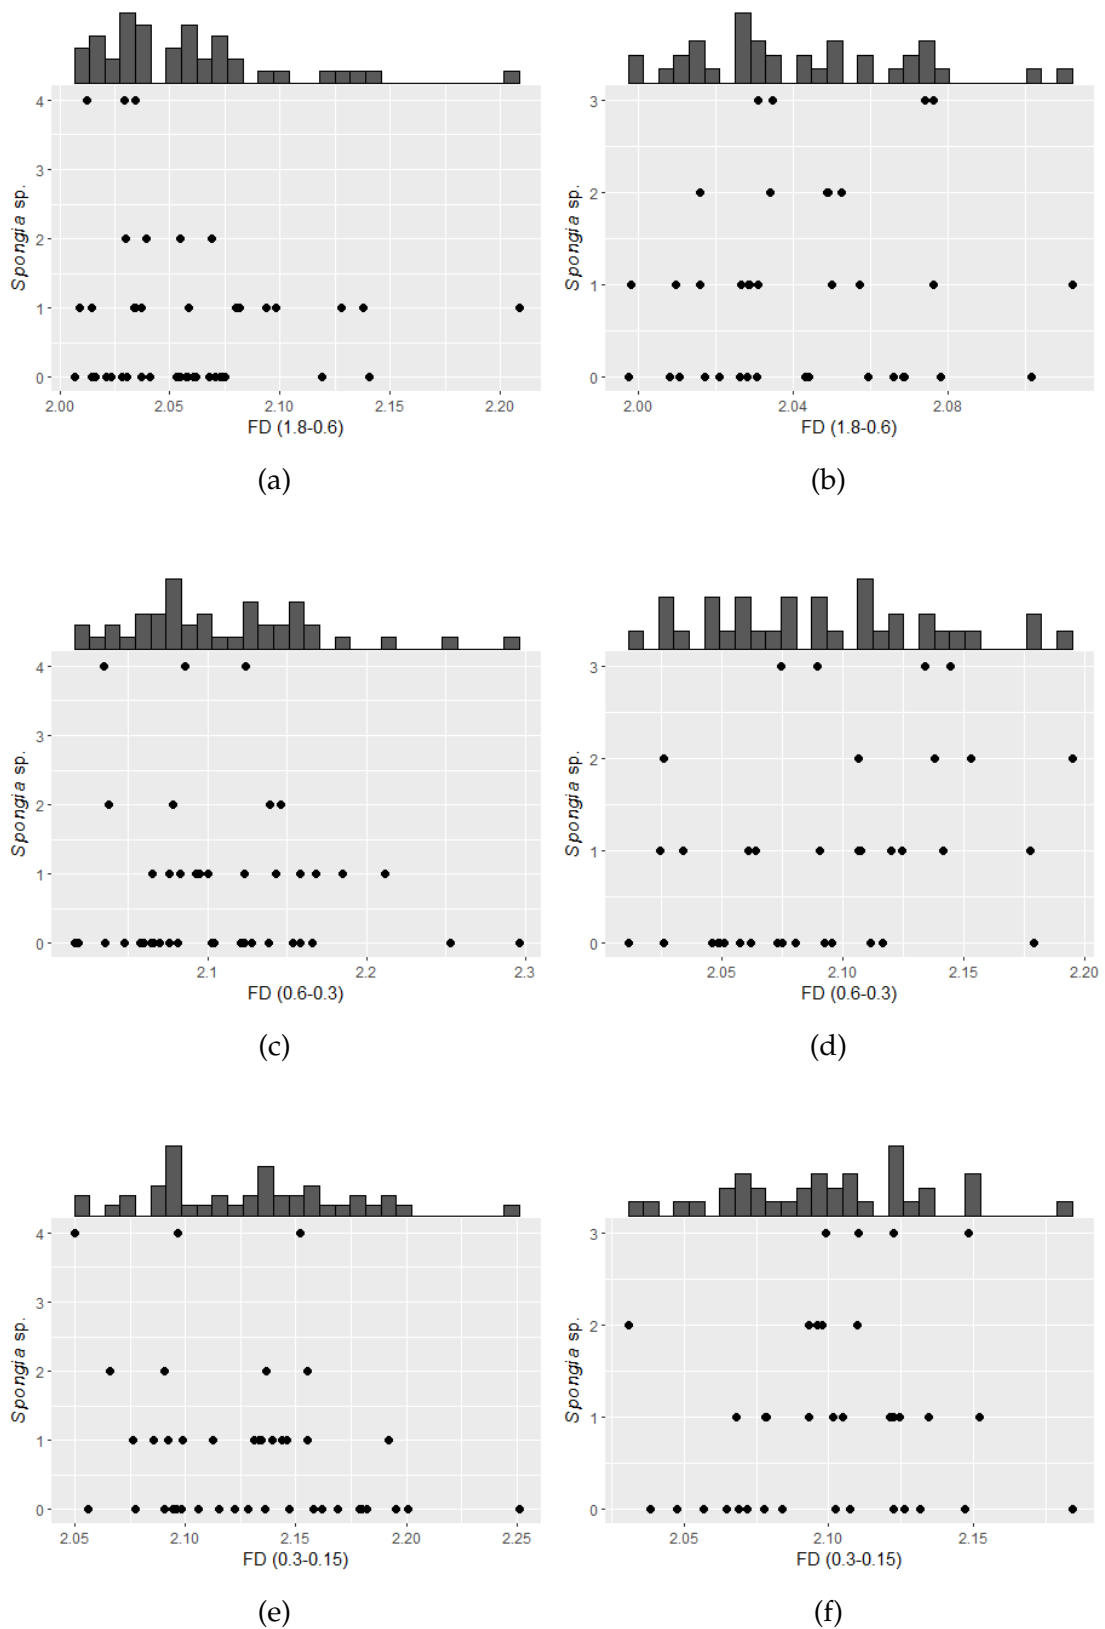 4
3
2
1
0
Spongia sp.
2.00 2.05 2.10 2.15 2.20
FD (1.8-0.6)
(a)
3
2
1
0
Spongia sp.
2.00 2.04 2.08
FD (1.8-0.6)
(b)
4
3
2
1
0
Spongia sp.
2.1 2.2 2.3
FD (0.6-0.3)
(c)
3
2
1
0
Spongia sp.
2.05 2.10 2.15 2.20
FD (0.6-0.3)
(d)
4
3
2
1
0
Spongia sp.
2.05 2.10 2.15 2.20 2.25
FD (0.3-0.15)
(e)
3
2
1
0
Spongia sp.
2.05 2.10 2.15
FD (0.3-0.15)
(f)